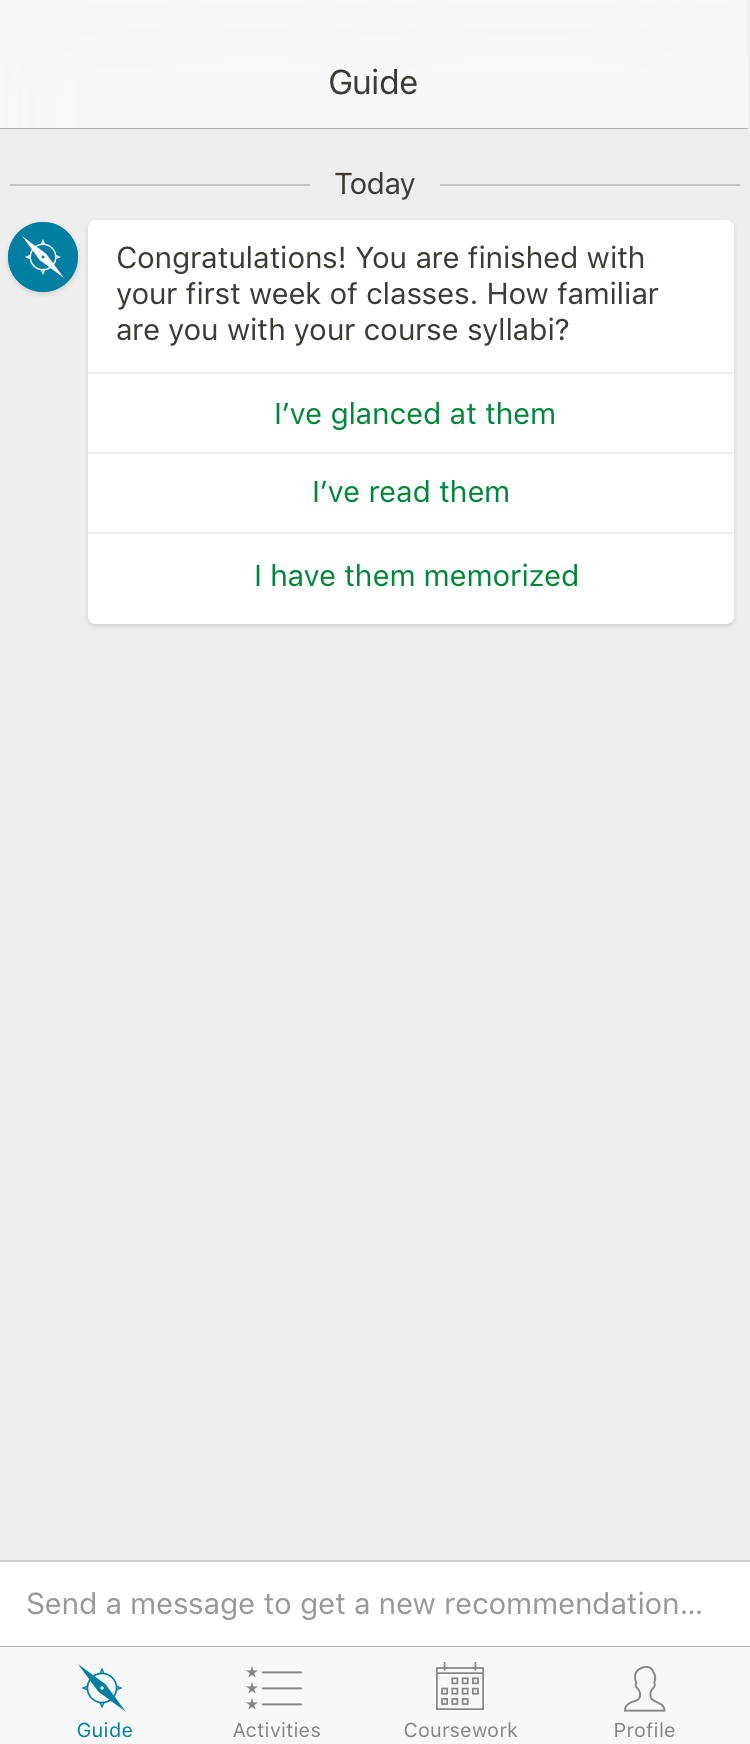 Guide
Today
Congratulations! You are finished with
your first week of classes. How familiar
are you with your course syllabi?
I’ve glanced at them
I’ve read them
I have them memorized
Send a message to get a new recommendation...
Guide
Activities
Coursework
Profile